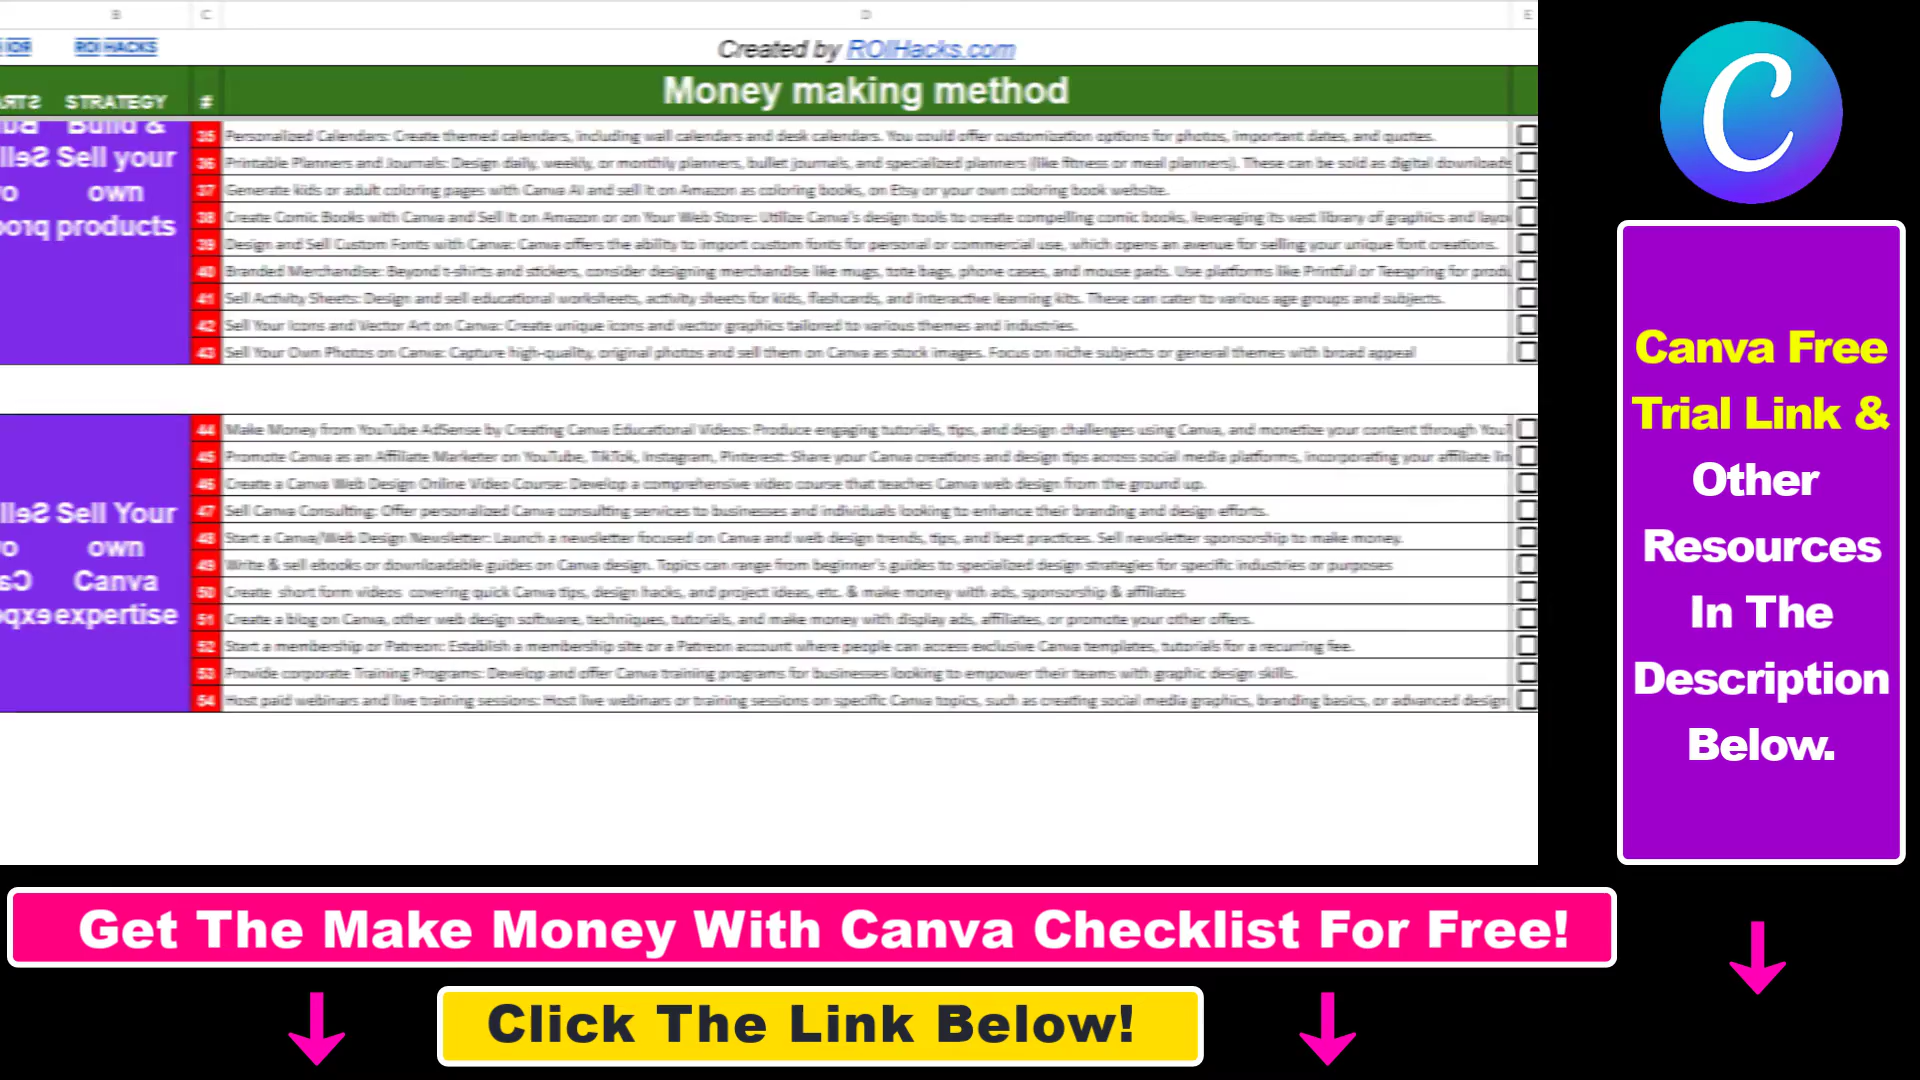 B C D E
ROI HACKS
Created by ROIHacks.com
STRATEGY # Money making method
Build &
Sell your
own
products
35 Personalized Calendars: Create themed calendars, including wall calendars and desk calendars. You could offer customization options for photos, important dates, and quotes.
36 Printable Planners and Journals: Design daily, weekly, or monthly planners, bullet journals, and specialized planners (like fitness or meal planners). These can be sold as digital downloads
37 Generate kids or adult coloring pages with Canva AI and sell it on Amazon as coloring books, on Etsy or your own coloring book website.
38 Create Comic Books with Canva and Sell It on Amazon or on Your Web Store: Utilize Canva's design tools to create compelling comic books, leveraging its vast library of graphics and layou
39 Design and Sell Custom Fonts with Canva: Canva offers the ability to import custom fonts for personal or commercial use, which opens an avenue for selling your unique font creations.
40 Branded Merchandise: Beyond t-shirts and stickers, consider designing merchandise like mugs, tote bags, phone cases, and mouse pads. Use platforms like Printful or Teespring for produ
41 Sell Activity Sheets: Design and sell educational worksheets, activity sheets for kids, flashcards, and interactive learning kits. These can cater to various age groups and subjects.
42 Sell Your Icons and Vector Art on Canva: Create unique icons and vector graphics tailored to various themes and industries.
43 Sell Your Own Photos on Canva: Capture high-quality, original photos and sell them on Canva as stock images. Focus on niche subjects or general themes with broad appeal
Sell Your
own
Canva
expertise
44 Make Money from YouTube AdSense by Creating Canva Educational Videos: Produce engaging tutorials, tips, and design challenges using Canva, and monetize your content through YouT
45 Promote Canva as an Affiliate Marketer on YouTube, TikTok, Instagram, Pinterest: Share your Canva creations and design tips across social media platforms, incorporating your affiliate lin
46 Create a Canva Web Design Online Video Course: Develop a comprehensive video course that teaches Canva web design from the ground up.
47 Sell Canva Consulting: Offer personalized Canva consulting services to businesses and individuals looking to enhance their branding and design efforts.
48 Start a Canva/Web Design Newsletter: Launch a newsletter focused on Canva and web design trends, tips, and best practices. Sell newsletter sponsorship to make money.
49 Write & sell ebooks or downloadable guides on Canva design. Topics can range from beginner's guides to specialized design strategies for specific industries or purposes
50 Create short form videos covering quick Canva tips, design hacks, and project ideas, etc. & make money with ads, sponsorship & affiliates
51 Create a blog on Canva, other web design software, techniques, tutorials, and make money with display ads, affiliates, or promote your other offers.
52 Start a membership or Patreon: Establish a membership site or a Patreon account where people can access exclusive Canva templates, tutorials for a recurring fee.
53 Provide corporate Training Programs: Develop and offer Canva training programs for businesses looking to empower their teams with graphic design skills.
54 Host paid webinars and live training sessions: Host live webinars or training sessions on specific Canva topics, such as creating social media graphics, branding basics, or advanced design
C
Canva Free
Trial Link &
Other
Resources
In The
Description
Below.
Get The Make Money With Canva Checklist For Free!
Click The Link Below!